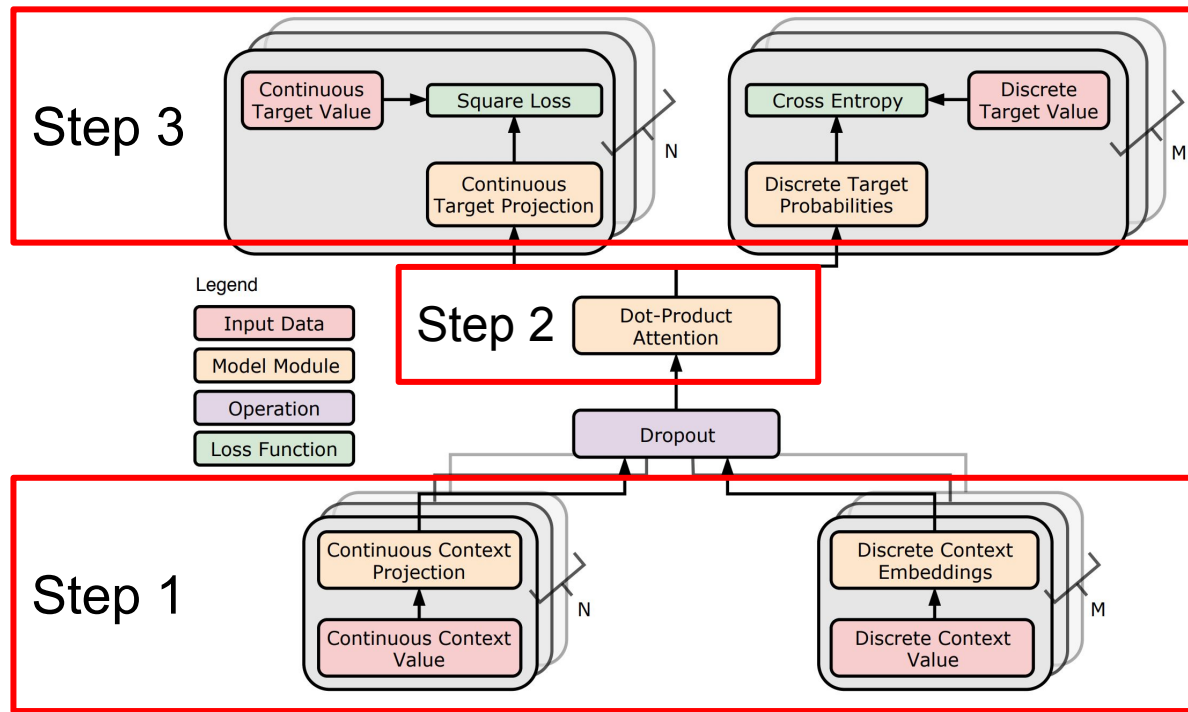 Step 3
Continuous
Target Value
Square Loss
Continuous
Target Projection
N
Cross Entropy
Discrete
Target Value
Discrete Target
Probabilities
M
Legend
Input Data
Model Module
Operation
Loss Function
Step 2
Dot-Product
Attention
Dropout
Step 1
Continuous Context
Projection
Continuous Context
Value
N
Discrete Context
Embeddings
Discrete Context
Value
M